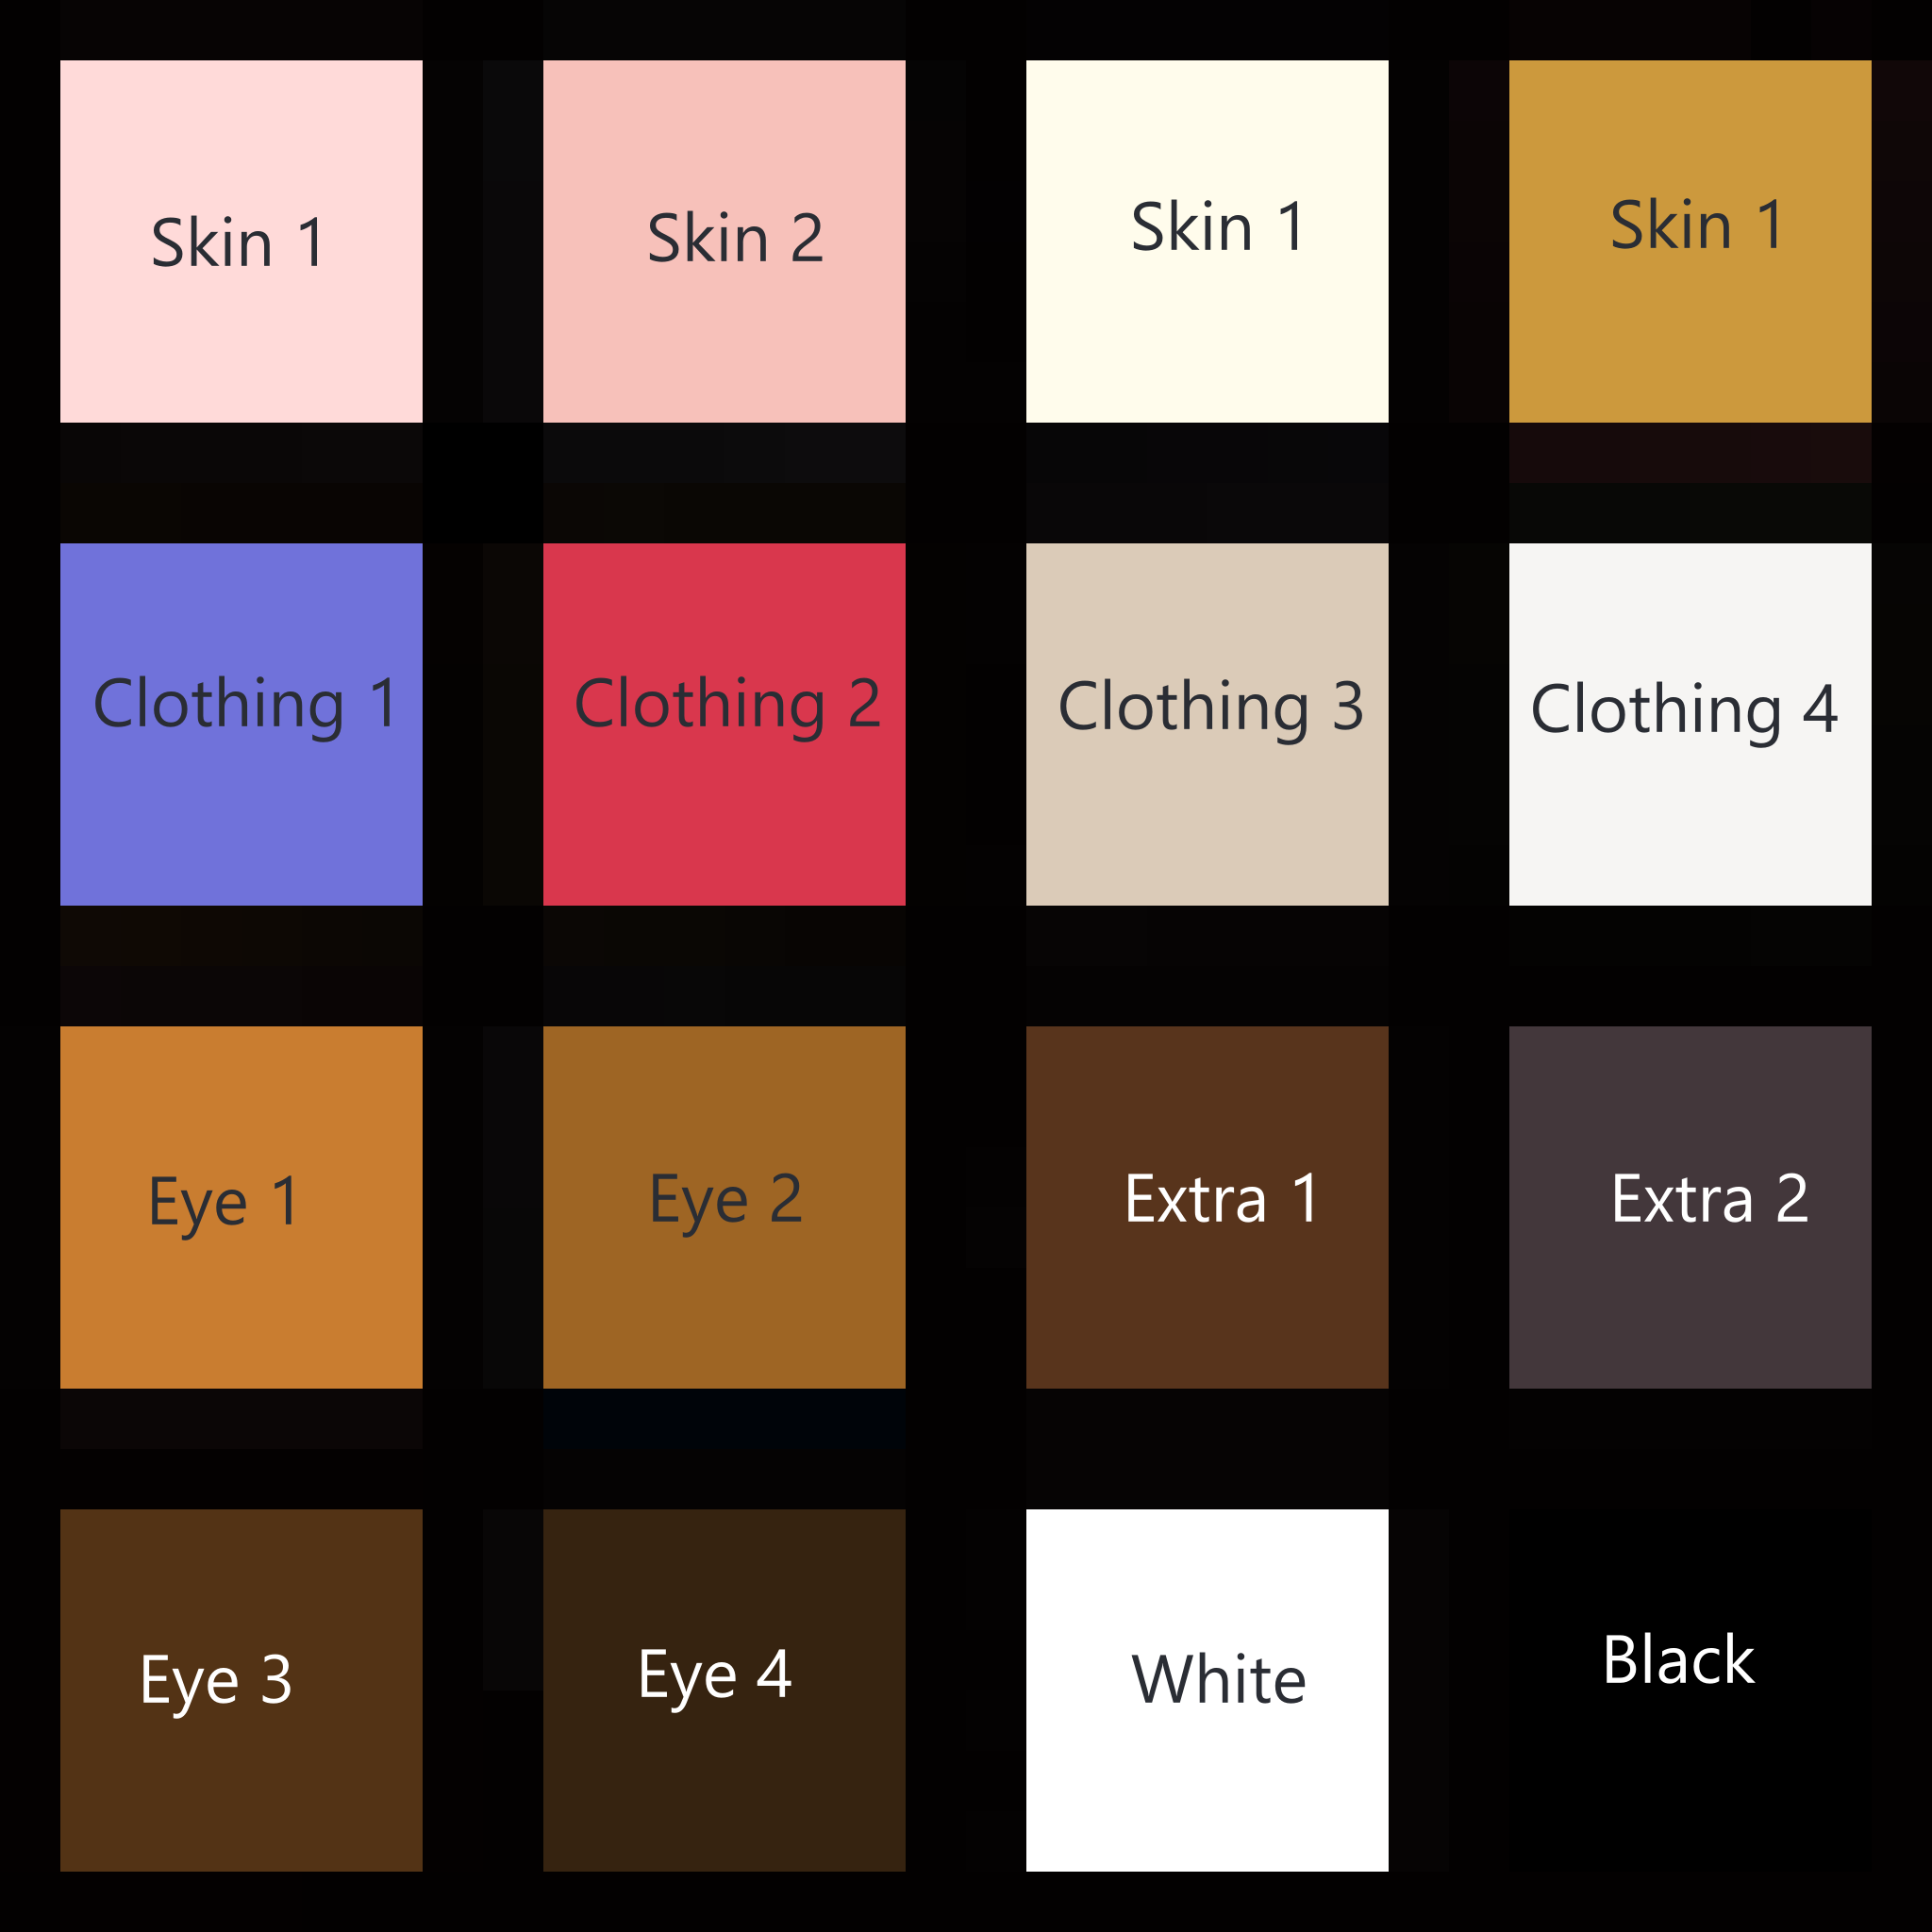 Skin 1
Skin 2
Skin 1
Skin 1
Clothing 1
Clothing 2
Clothing 3
Clothing 4
Eye 1
Eye 2
Extra 1
Extra 2
Eye 3
Eye 4
White
Black